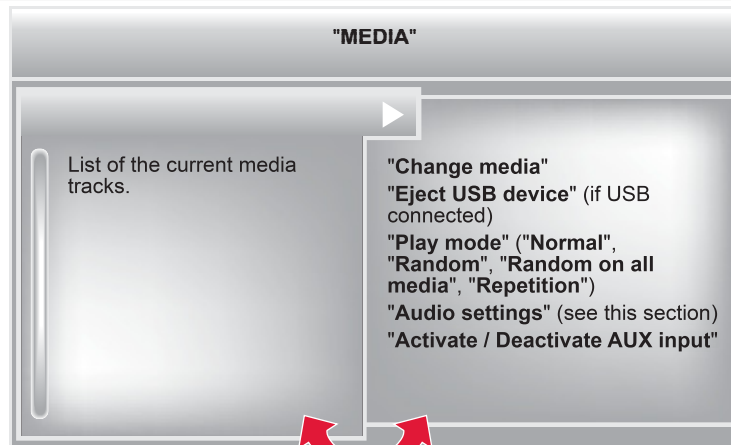 "MEDIA"
List of the current media
tracks.
"Change media"
"Eject USB device" (if USB
connected)
"Play mode" ("Normal",
"Random", "Random on all
media", "Repetition")
"Audio settings" (see this section)
"Activate / Deactivate AUX input"